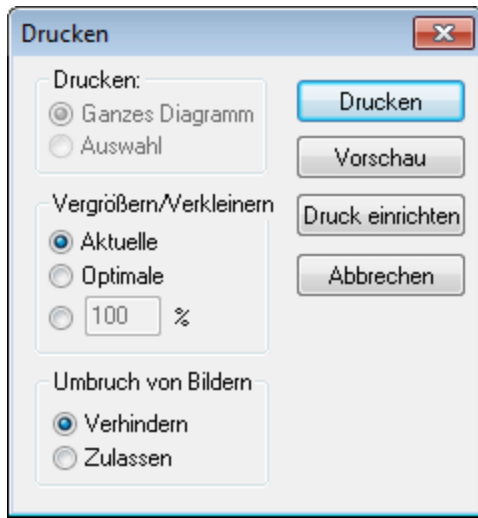 Drucken
Drucken:
Ganzes Diagramm
Auswahl
Vergrößern/Verkleinern
Aktuelle
Optimale
100 %
Umbruch von Bildern
Verhindern
Zulassen
Drucken
Vorschau
Druck einrichten
Abbrechen